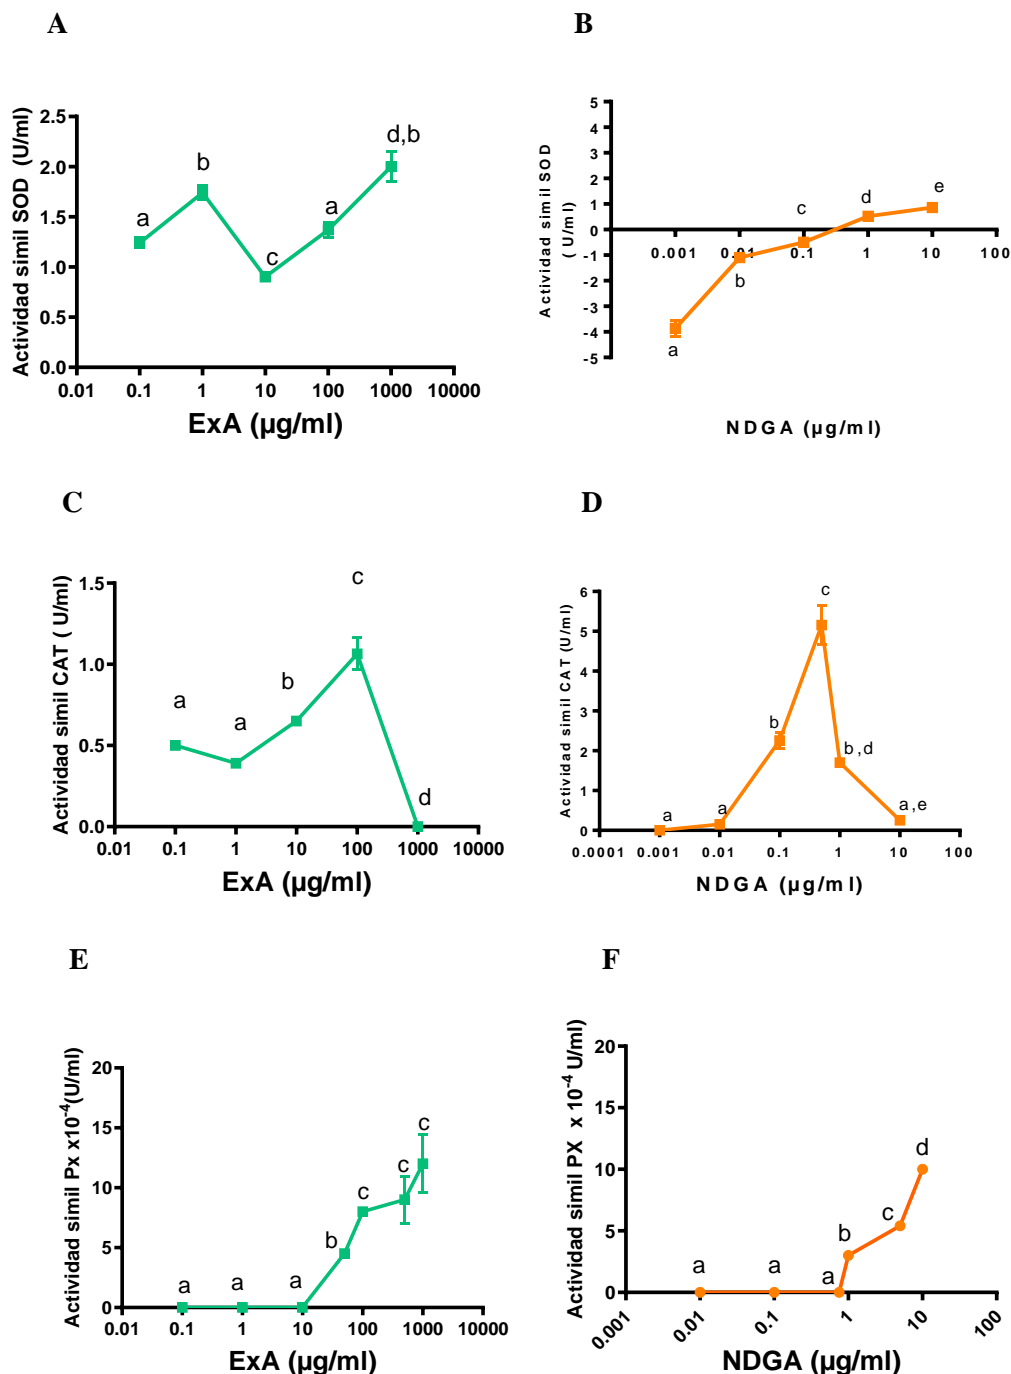 A
Actividad simil SOD (U/ml)
2.5
2.0
1.5
1.0
0.5
0.0
a
b
c
a
d,b
0.01 0.1 1 10 100 1000 10000
ExA (µg/ml)
B
Actividad simil SOD
( U/ml)
5
4
3
2
1
0
-1
-2
-3
-4
-5
a
b
c
d
e
0.001 0.01 0.1 1 10 100
NDGA (µg/ml)
C
Actividad simil CAT ( U/ml)
1.5
1.0
0.5
0.0
a
a
b
c
d
0.01 0.1 1 10 100 1000 10000
ExA (µg/ml)
D
Actividad simil CAT (U/ml)
6
5
4
3
2
1
0
a
a
b
c
b,d
a,e
0.0001 0.001 0.01 0.1 1 10 100
NDGA (µg/ml)
E
Actividad simil Px x10⁻⁴(U/ml)
20
15
10
5
0
a
a
a
b
c
c
c
0.01 0.1 1 10 100 1000 10000
ExA (µg/ml)
F
Actividad simil PX x 10⁻⁴ U/ml)
20
15
10
5
0
a
a
a
b
c
d
0.001 0.01 0.1 1 10 100
NDGA (µg/ml)